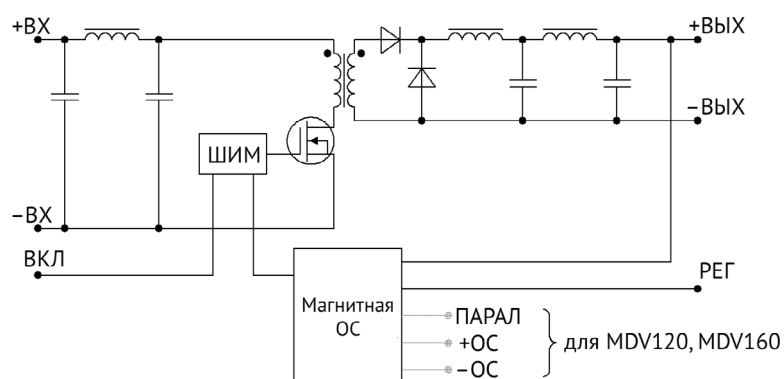 +ВХ
+ВЫХ
−ВЫХ
ШИМ
−ВХ
ВКЛ
РЕГ
Магнитная
ОС
ПАРАЛ
+ОС
для MDV120, MDV160
−ОС